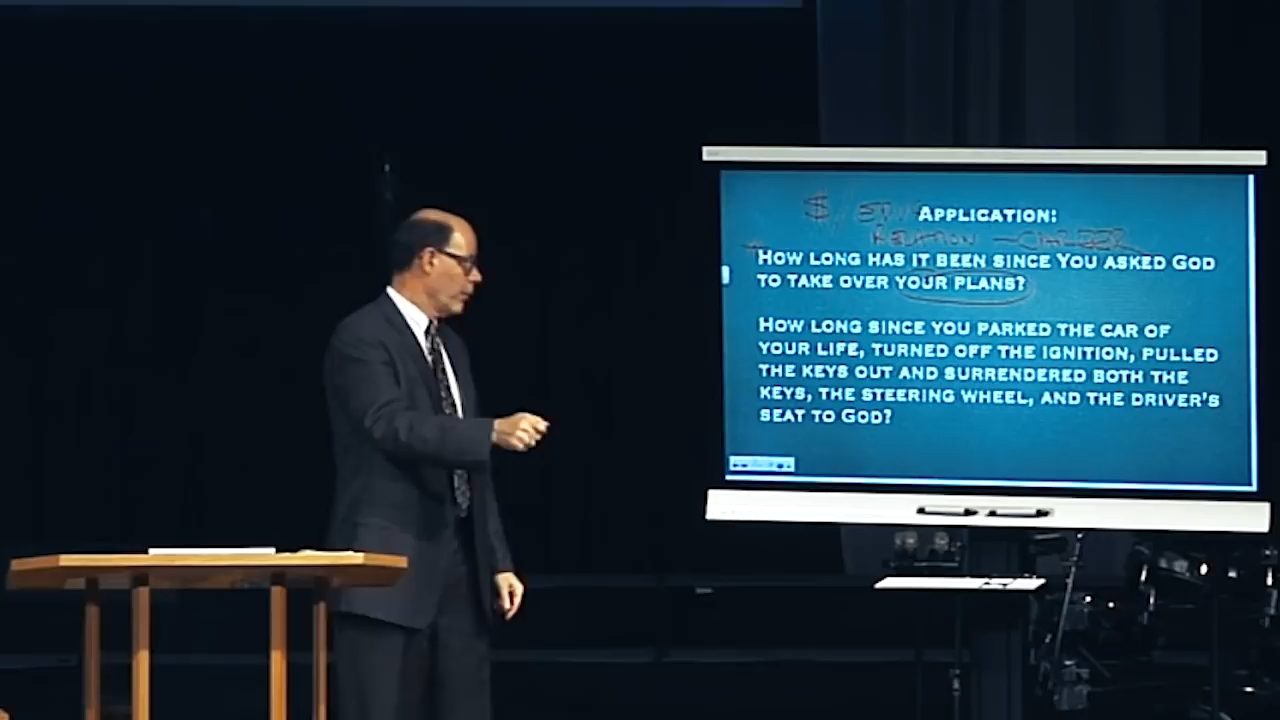 $/
APPLICATION:
RELATION — CAREER
HOW LONG HAS IT BEEN SINCE YOU ASKED GOD
TO TAKE OVER YOUR PLANS?
HOW LONG SINCE YOU PARKED THE CAR OF
YOUR LIFE, TURNED OFF THE IGNITION, PULLED
THE KEYS OUT AND SURRENDERED BOTH THE
KEYS, THE STEERING WHEEL, AND THE DRIVER'S
SEAT TO GOD?